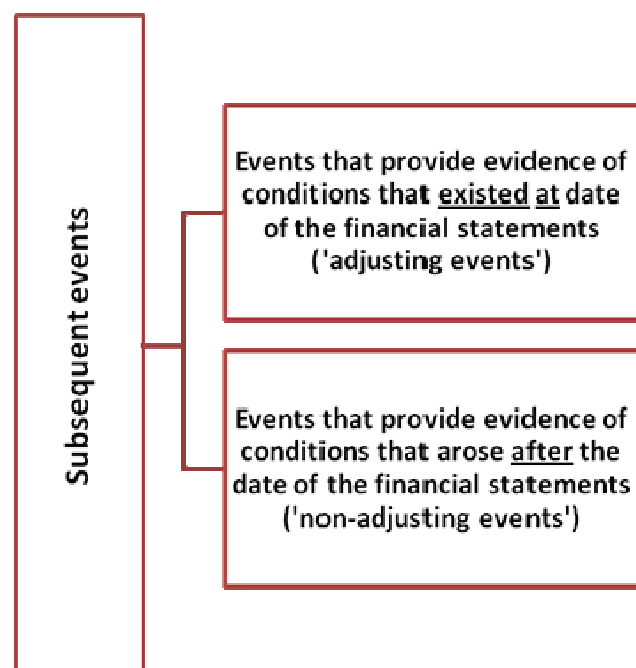 Subsequent events
Events that provide evidence of
conditions that existed at date
of the financial statements
('adjusting events')
Events that provide evidence of
conditions that arose after the
date of the financial statements
('non-adjusting events')